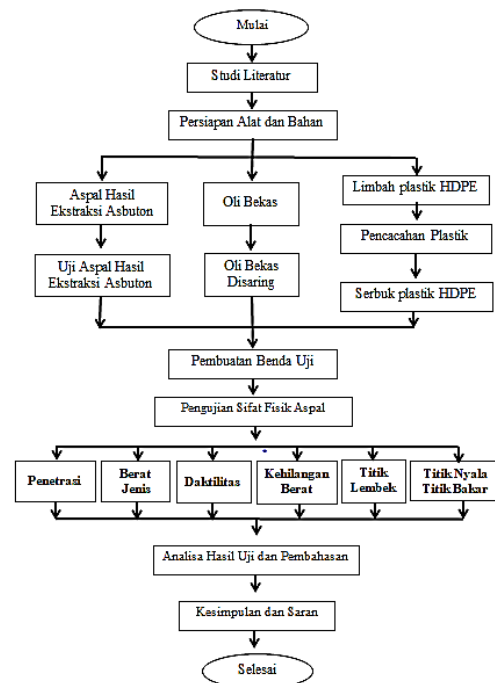 Mulai
Studi Literatur
Persiapan Alat dan Bahan
Aspal Hasil
Ekstraksi Asbuton
Oli Bekas
Limbah plastik HDPE
Pencacahan Plastik
Uji Aspal Hasil
Ekstraksi Asbuton
Oli Bekas
Disaring
Serbuk plastik HDPE
Pembuatan Benda Uji
Pengujian Sifat Fisik Aspal
Penetrasi
Berat
Jenis
Daktilitas
Kehilangan
Berat
Titik
Lembek
Titik Nyala
Titik Bakar
Analisa Hasil Uji dan Pembahasan
Kesimpulan dan Saran
Selesai